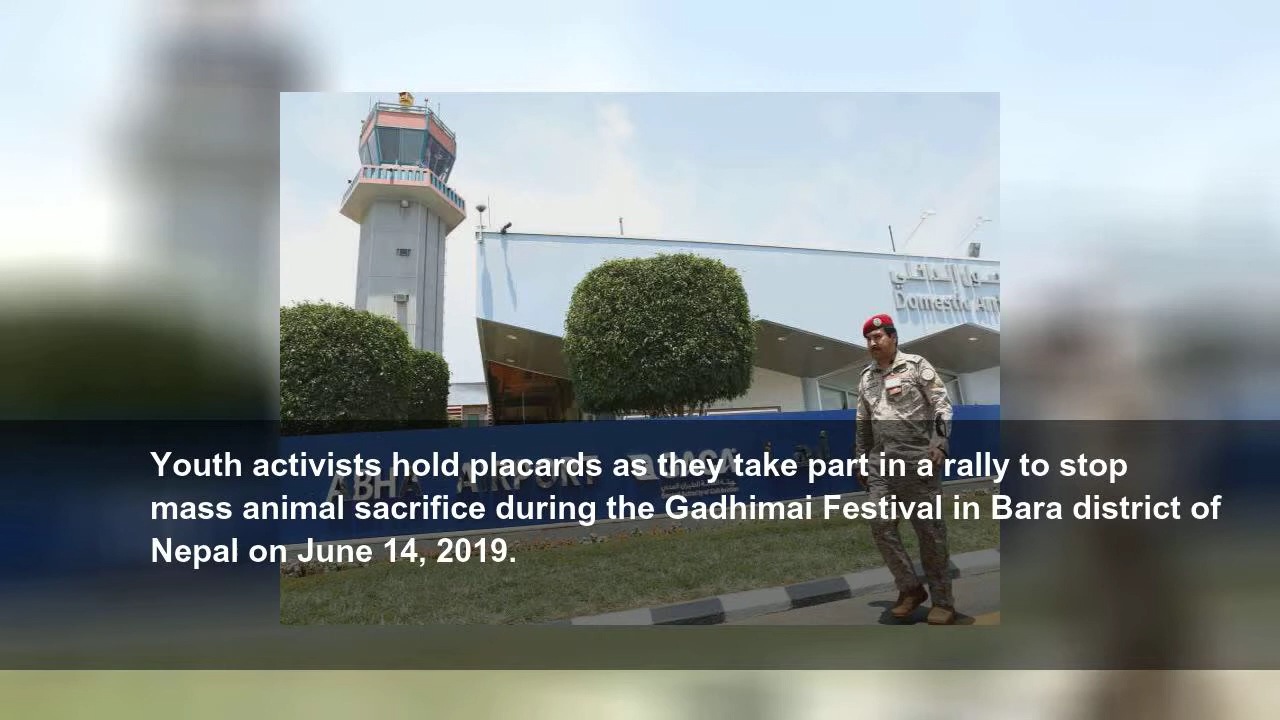 Domestic
Youth activists hold placards as they take part in a rally to stop
mass animal sacrifice during the Gadhimai Festival in Bara district of
Nepal on June 14, 2019.
ABHA AIRPORT